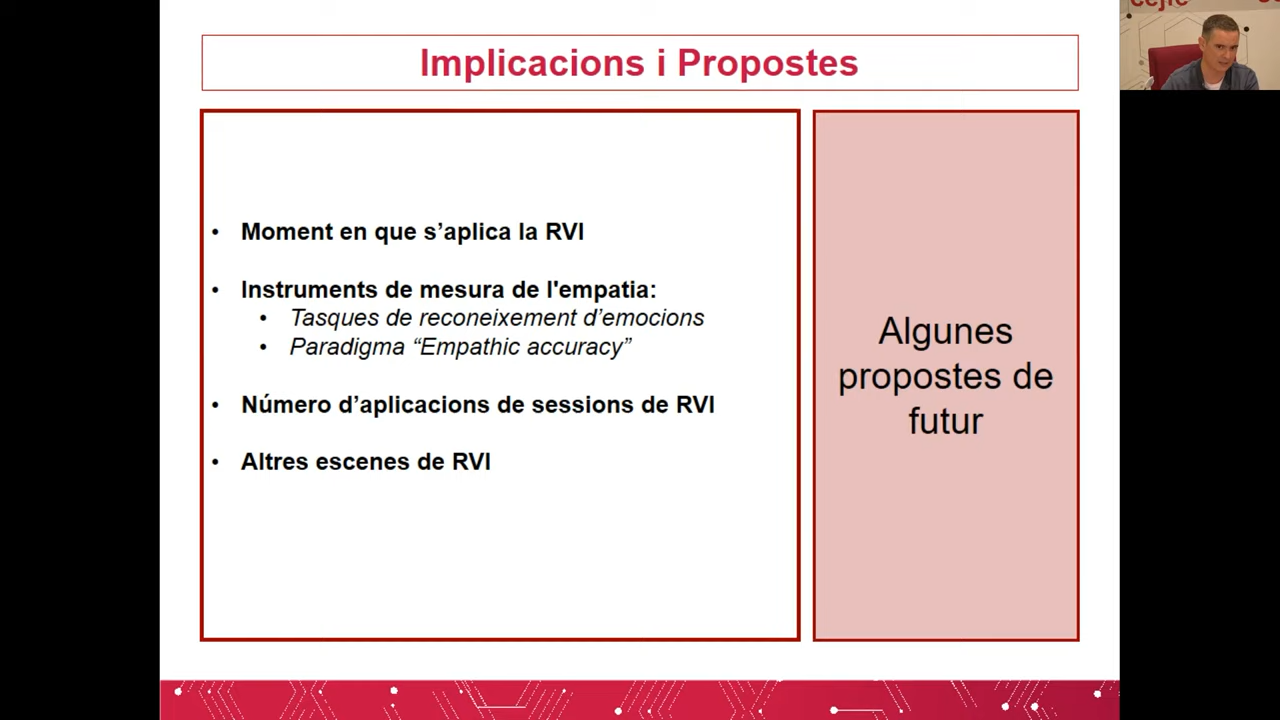 cejfe
Implicacions i Propostes
• Moment en que s’aplica la RVI
• Instruments de mesura de l'empatia:
• Tasques de reconeixement d’emocions
• Paradigma “Empathic accuracy”
• Número d’aplicacions de sessions de RVI
• Altres escenes de RVI
Algunes
propostes de
futur